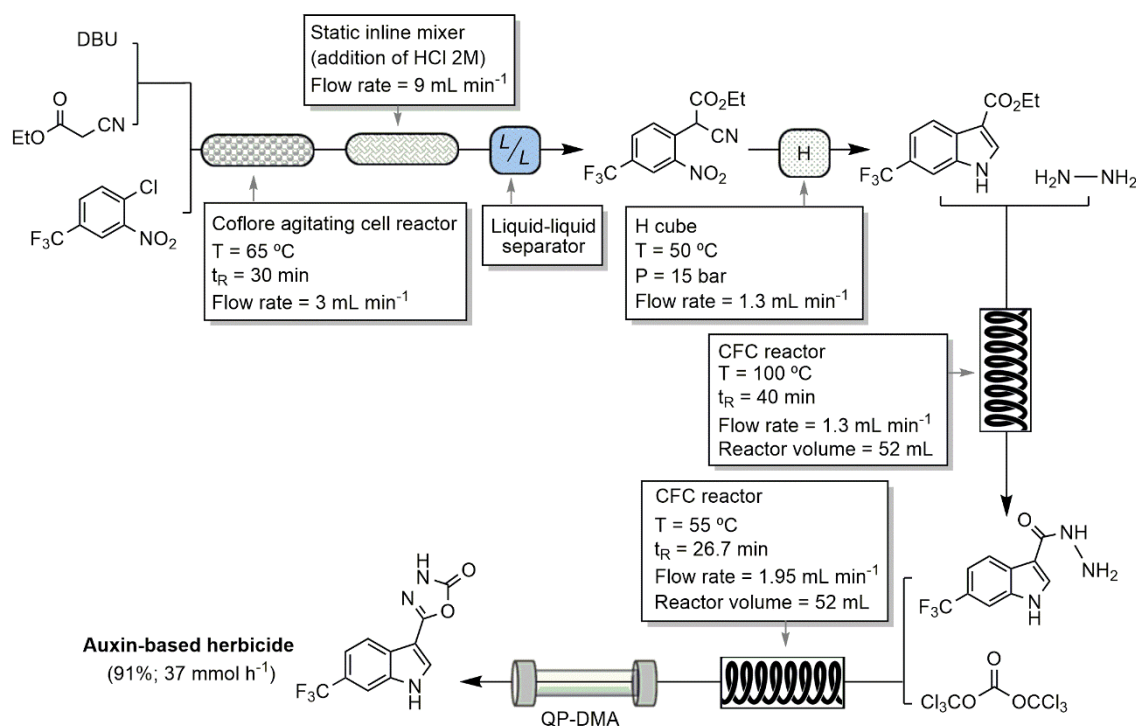 DBU
O
EtO
CN
Cl
F₃C
NO₂
Static inline mixer
(addition of HCl 2M)
Flow rate = 9 mL min⁻¹
L/L
Coflore agitating cell reactor
T = 65 ºC
tR = 30 min
Flow rate = 3 mL min⁻¹
Liquid-liquid
separator
CO₂Et
CN
F₃C
NO₂
H
H cube
T = 50 ºC
P = 15 bar
Flow rate = 1.3 mL min⁻¹
CO₂Et
F₃C
N
H
H₂N NH₂
CFC reactor
T = 100 ºC
tR = 40 min
Flow rate = 1.3 mL min⁻¹
Reactor volume = 52 mL
O
NH
NH₂
F₃C
N
H
O
Cl₃CO OCCl₃
CFC reactor
T = 55 ºC
tR = 26.7 min
Flow rate = 1.95 mL min⁻¹
Reactor volume = 52 mL
QP-DMA
HN
O
N
O
F₃C
N
H
Auxin-based herbicide
(91%; 37 mmol h⁻¹)